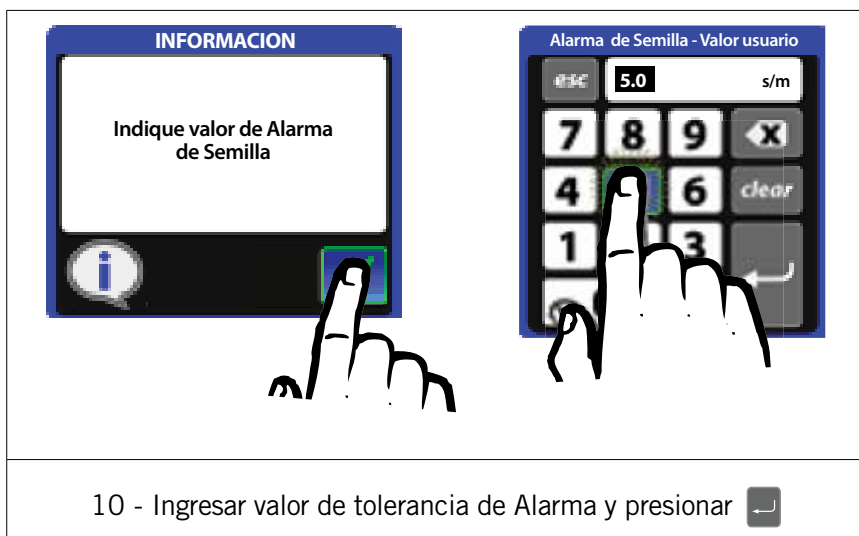 INFORMACION
Indique valor de Alarma
de Semilla
Alarma de Semilla - Valor usuario
esc 5.0 s/m
7 8 9
4 6 clear
1 3
10 - Ingresar valor de tolerancia de Alarma y presionar